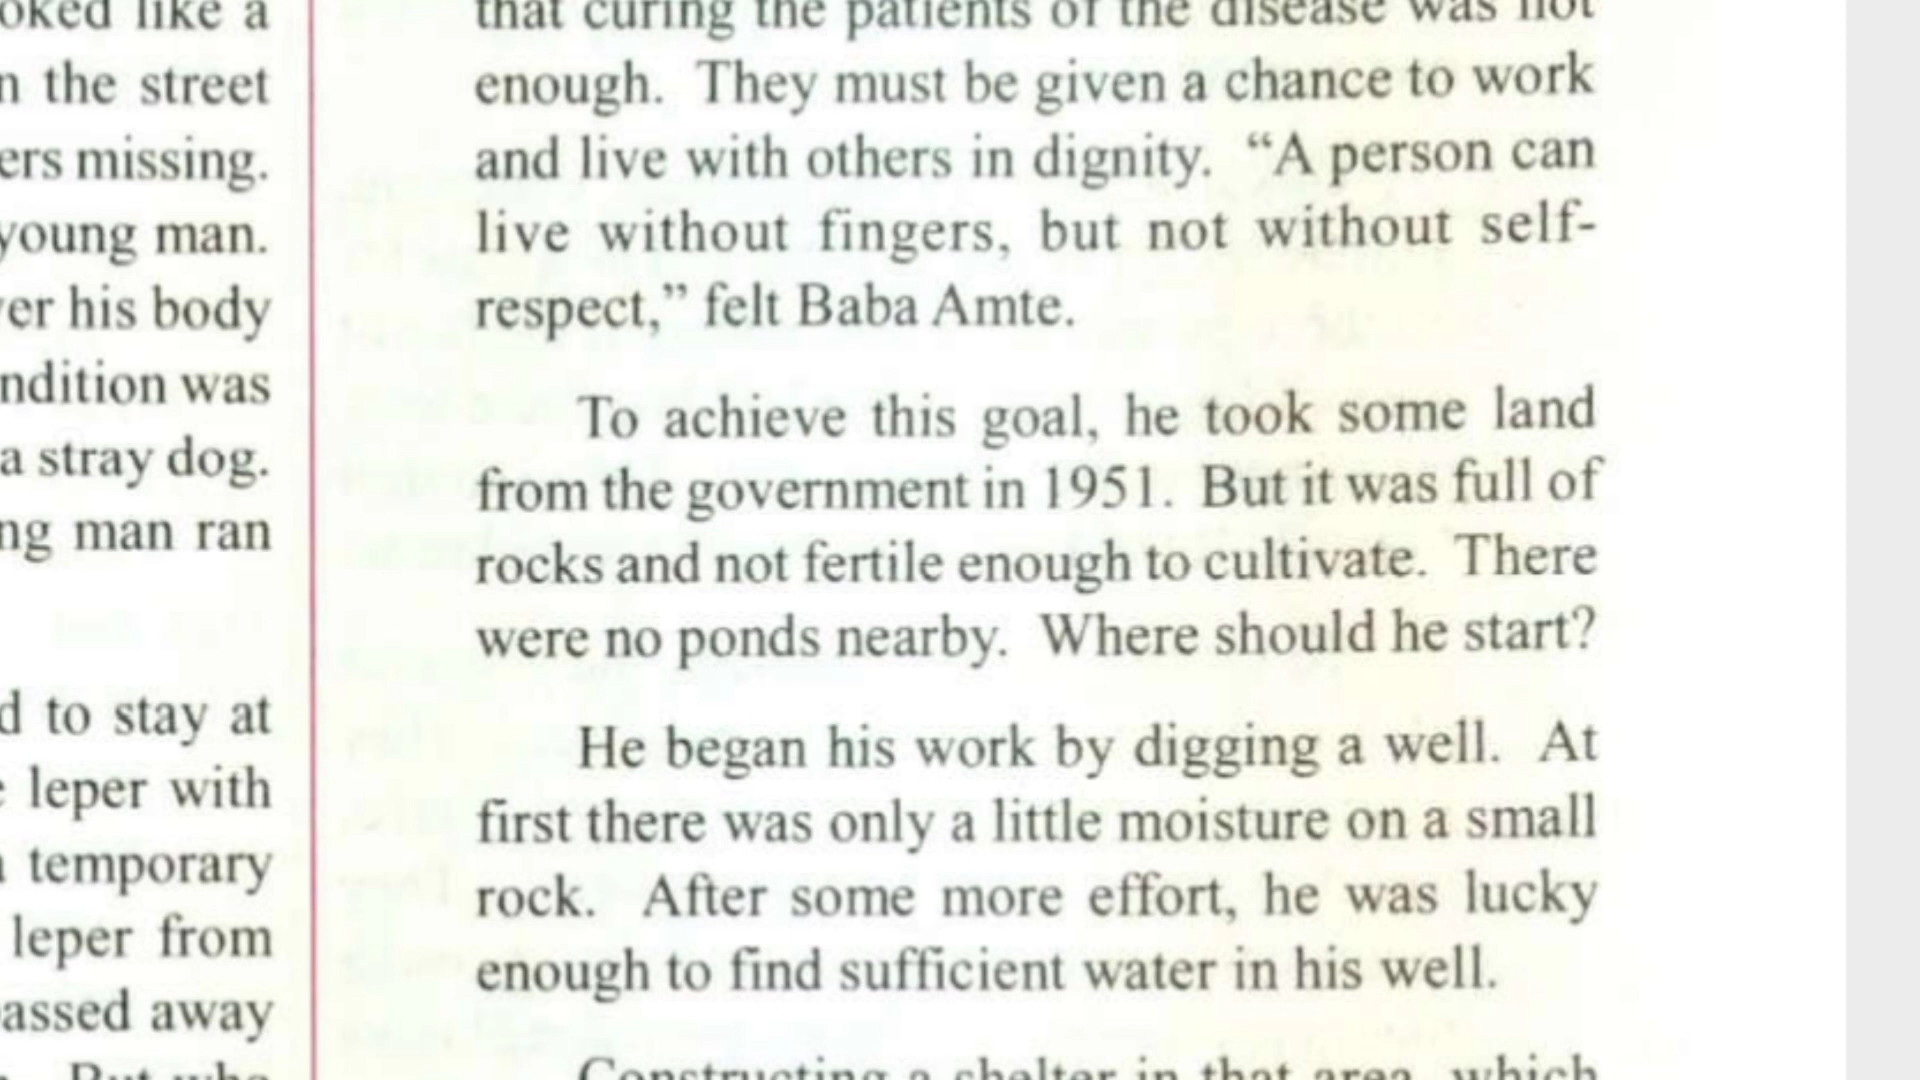 oked like a
n the street
ers missing.
young man.
er his body
ndition was
a stray dog.
ng man ran
d to stay at
leper with
temporary
leper from
assed away
But who
that curing the patients of the disease was not
enough. They must be given a chance to work
and live with others in dignity. “A person can
live without fingers, but not without self-
respect,” felt Baba Amte.
To achieve this goal, he took some land
from the government in 1951. But it was full of
rocks and not fertile enough to cultivate. There
were no ponds nearby. Where should he start?
He began his work by digging a well. At
first there was only a little moisture on a small
rock. After some more effort, he was lucky
enough to find sufficient water in his well.
Constructing a shelter in that area, which